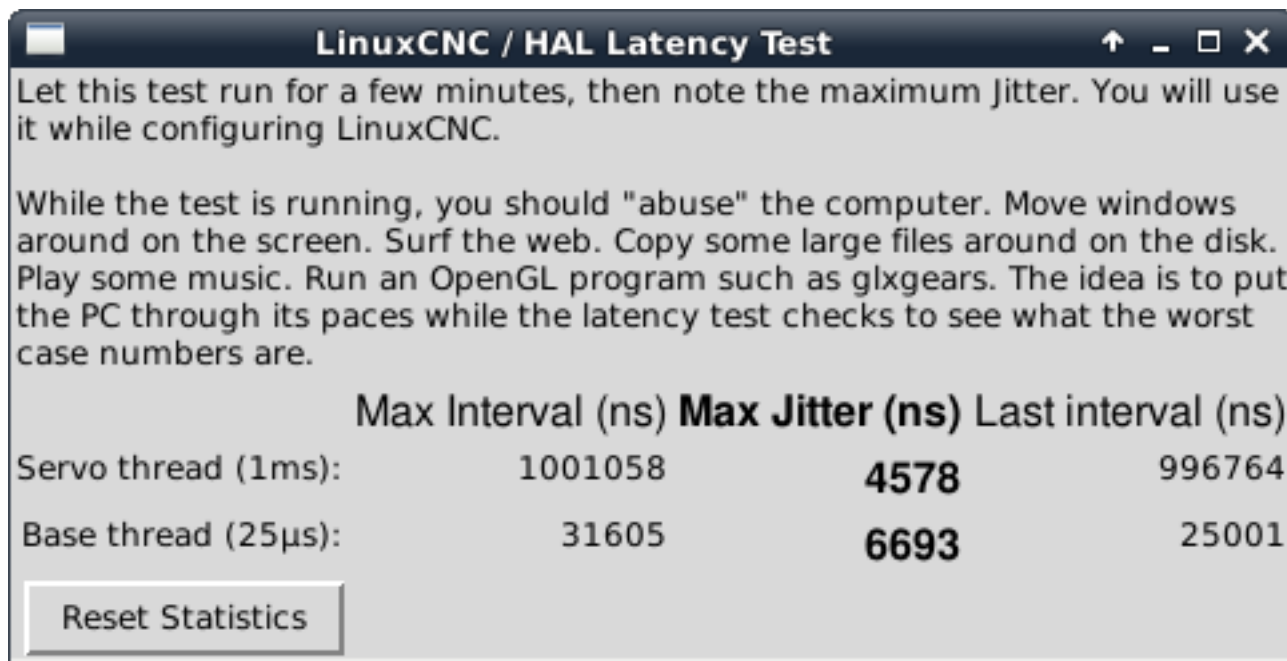 LinuxCNC / HAL Latency Test
Let this test run for a few minutes, then note the maximum Jitter. You will use
it while configuring LinuxCNC.
While the test is running, you should "abuse" the computer. Move windows
around on the screen. Surf the web. Copy some large files around on the disk.
Play some music. Run an OpenGL program such as glxgears. The idea is to put
the PC through its paces while the latency test checks to see what the worst
case numbers are.
Max Interval (ns) Max Jitter (ns) Last interval (ns)
Servo thread (1ms): 1001058 4578 996764
Base thread (25µs): 31605 6693 25001
Reset Statistics